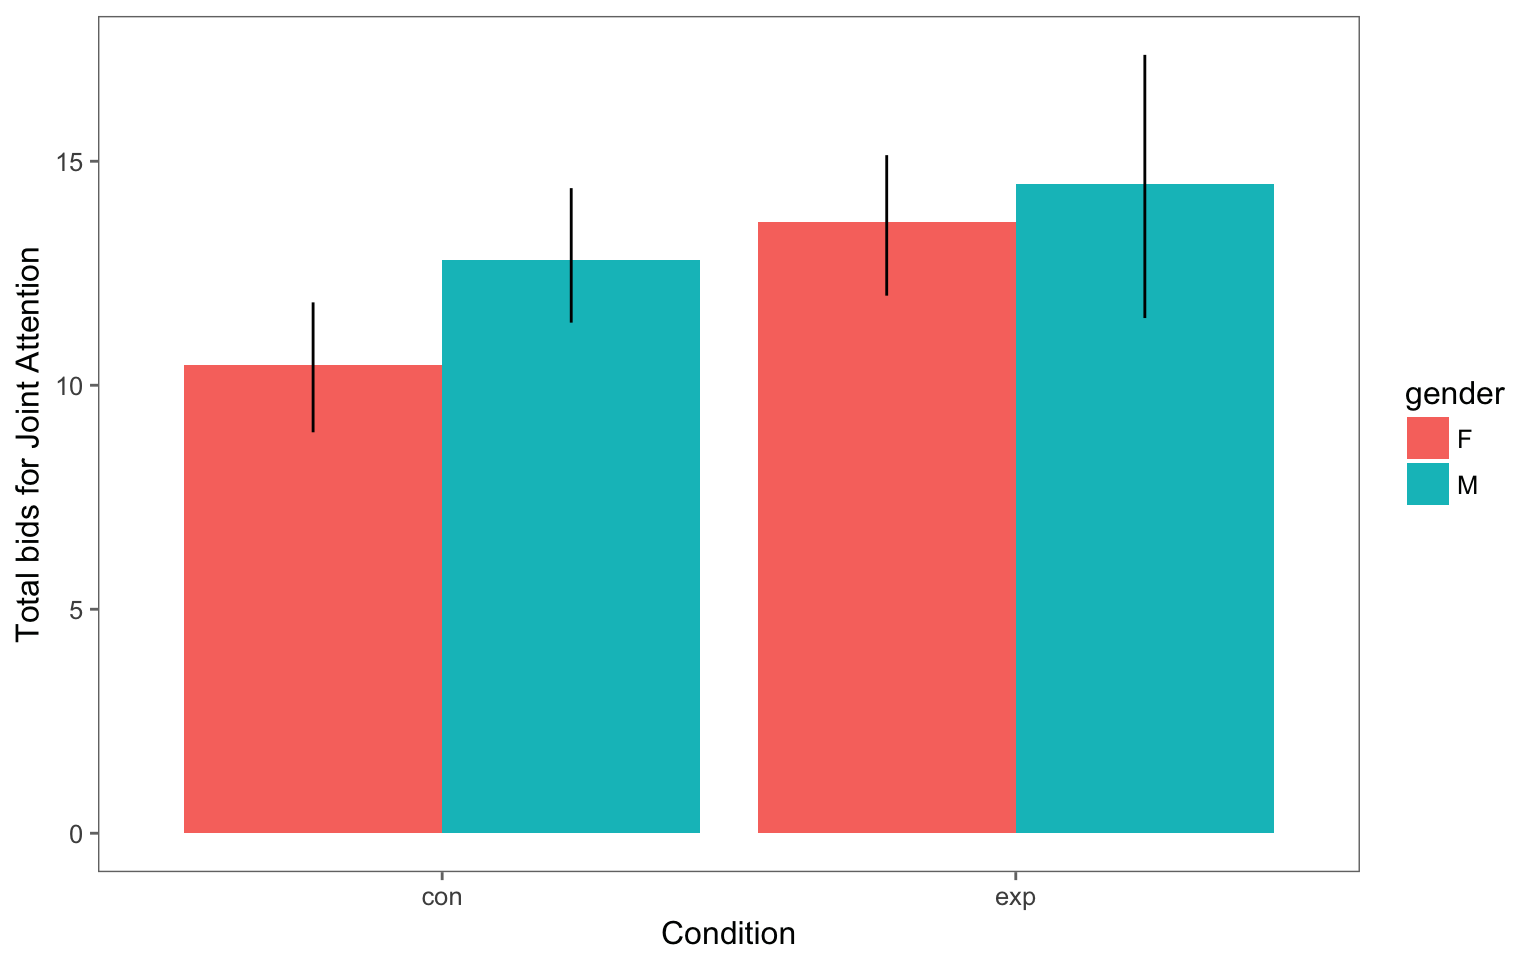 Total bids for Joint Attention
15
10
5
0
con
exp
Condition
gender
F
M